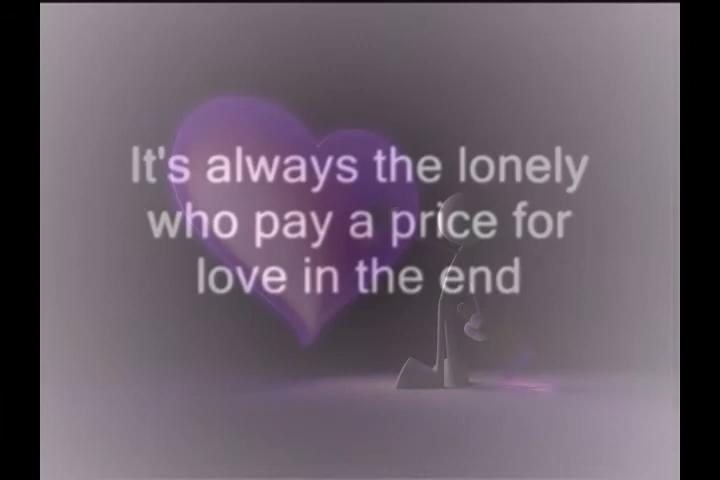 It's always the lonely
who pay a price for
love in the end